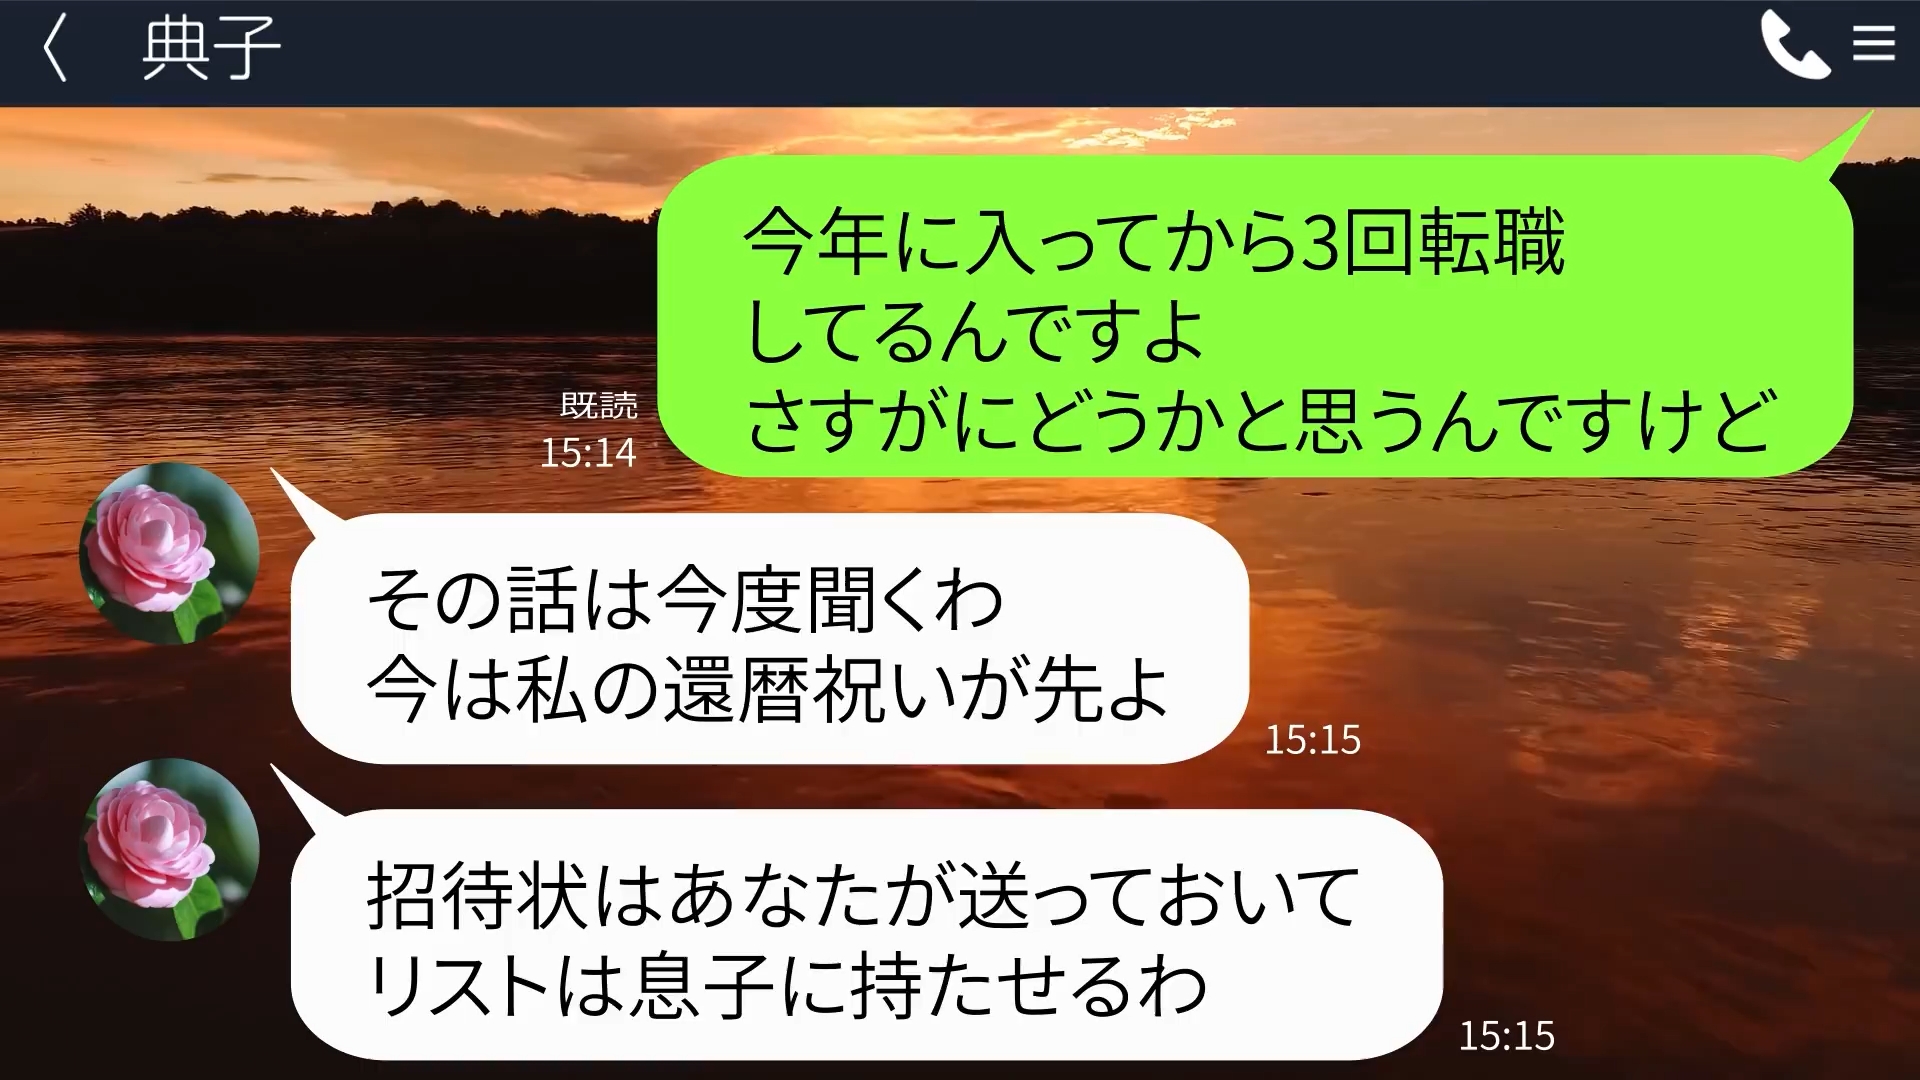 典子
今年に入ってから3回転職
してるんですよ
さすがにどうかと思うんですけど
既読
15:14
その話は今度聞くわ
今は私の還暦祝いが先よ
15:15
招待状はあなたが送っておいて
リストは息子に持たせるわ
15:15